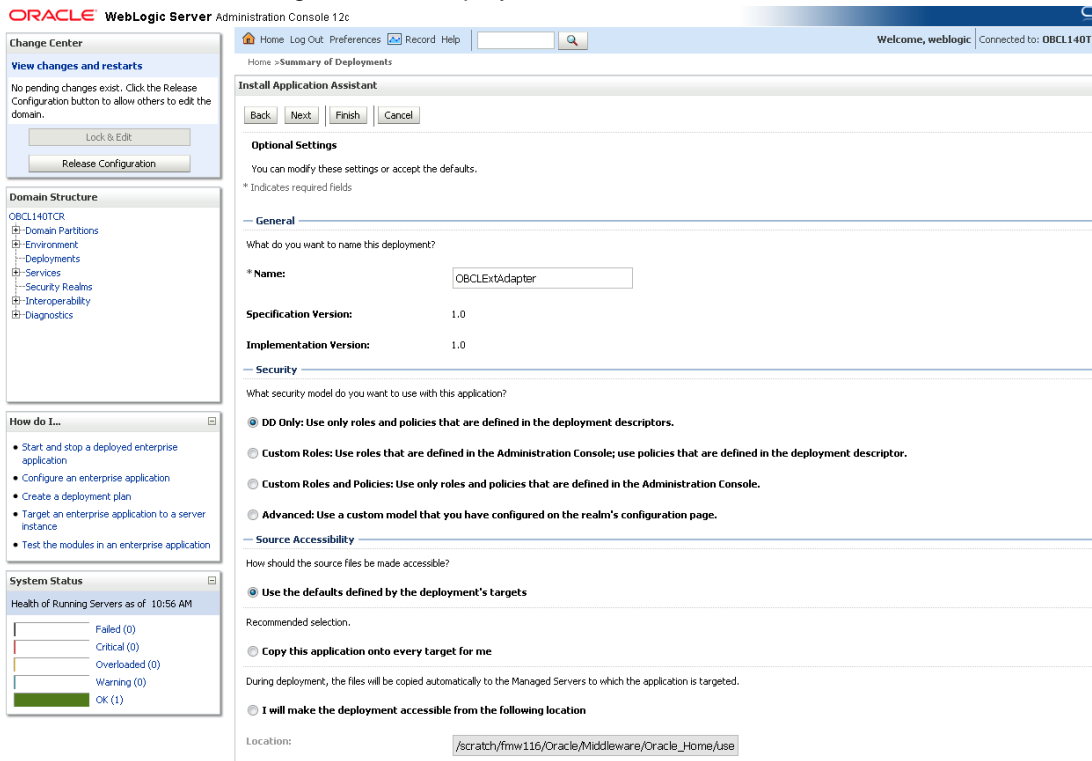 ORACLE WebLogic Server Administration Console 12c
Change Center
View changes and restarts
No pending changes exist. Click the Release
Configuration button to allow others to edit the
domain.
Lock & Edit
Release Configuration
Domain Structure
OBCL140TCR
Domain Partitions
Environment
Deployments
Services
Security Realms
Interoperability
Diagnostics
How do I...
Start and stop a deployed enterprise
application
Configure an enterprise application
Create a deployment plan
Target an enterprise application to a server
instance
Test the modules in an enterprise application
System Status
Health of Running Servers as of 10:56 AM
Failed (0)
Critical (0)
Overloaded (0)
Warning (0)
OK (1)
Home Log Out Preferences Record Help
Welcome, weblogic Connected to: OBCL140T
Home >Summary of Deployments
Install Application Assistant
Back Next Finish Cancel
Optional Settings
You can modify these settings or accept the defaults.
* Indicates required fields
General
What do you want to name this deployment?
* Name: OBCLExtAdapter
Specification Version: 1.0
Implementation Version: 1.0
Security
What security model do you want to use with this application?
DD Only: Use only roles and policies that are defined in the deployment descriptors.
Custom Roles: Use roles that are defined in the Administration Console; use policies that are defined in the deployment descriptor.
Custom Roles and Policies: Use only roles and policies that are defined in the Administration Console.
Advanced: Use a custom model that you have configured on the realm's configuration page.
Source Accessibility
How should the source files be made accessible?
Use the defaults defined by the deployment's targets
Recommended selection.
Copy this application onto every target for me
During deployment, the files will be copied automatically to the Managed Servers to which the application is targeted.
I will make the deployment accessible from the following location
Location: /scratch/fmw116/Oracle/Middleware/Oracle_Home/use